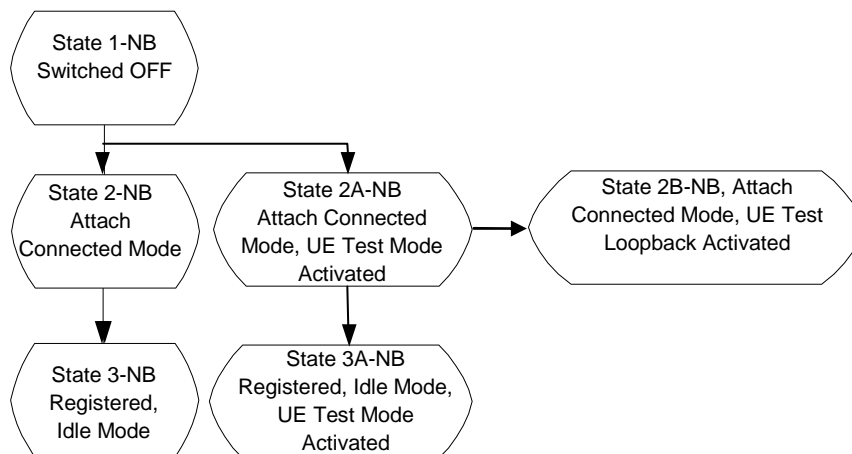 State 1-NB
Switched OFF
State 2-NB
Attach
Connected Mode
State 2A-NB
Attach Connected
Mode, UE Test Mode
Activated
State 2B-NB, Attach
Connected Mode, UE Test
Loopback Activated
State 3-NB
Registered,
Idle Mode
State 3A-NB
Registered, Idle Mode,
UE Test Mode
Activated